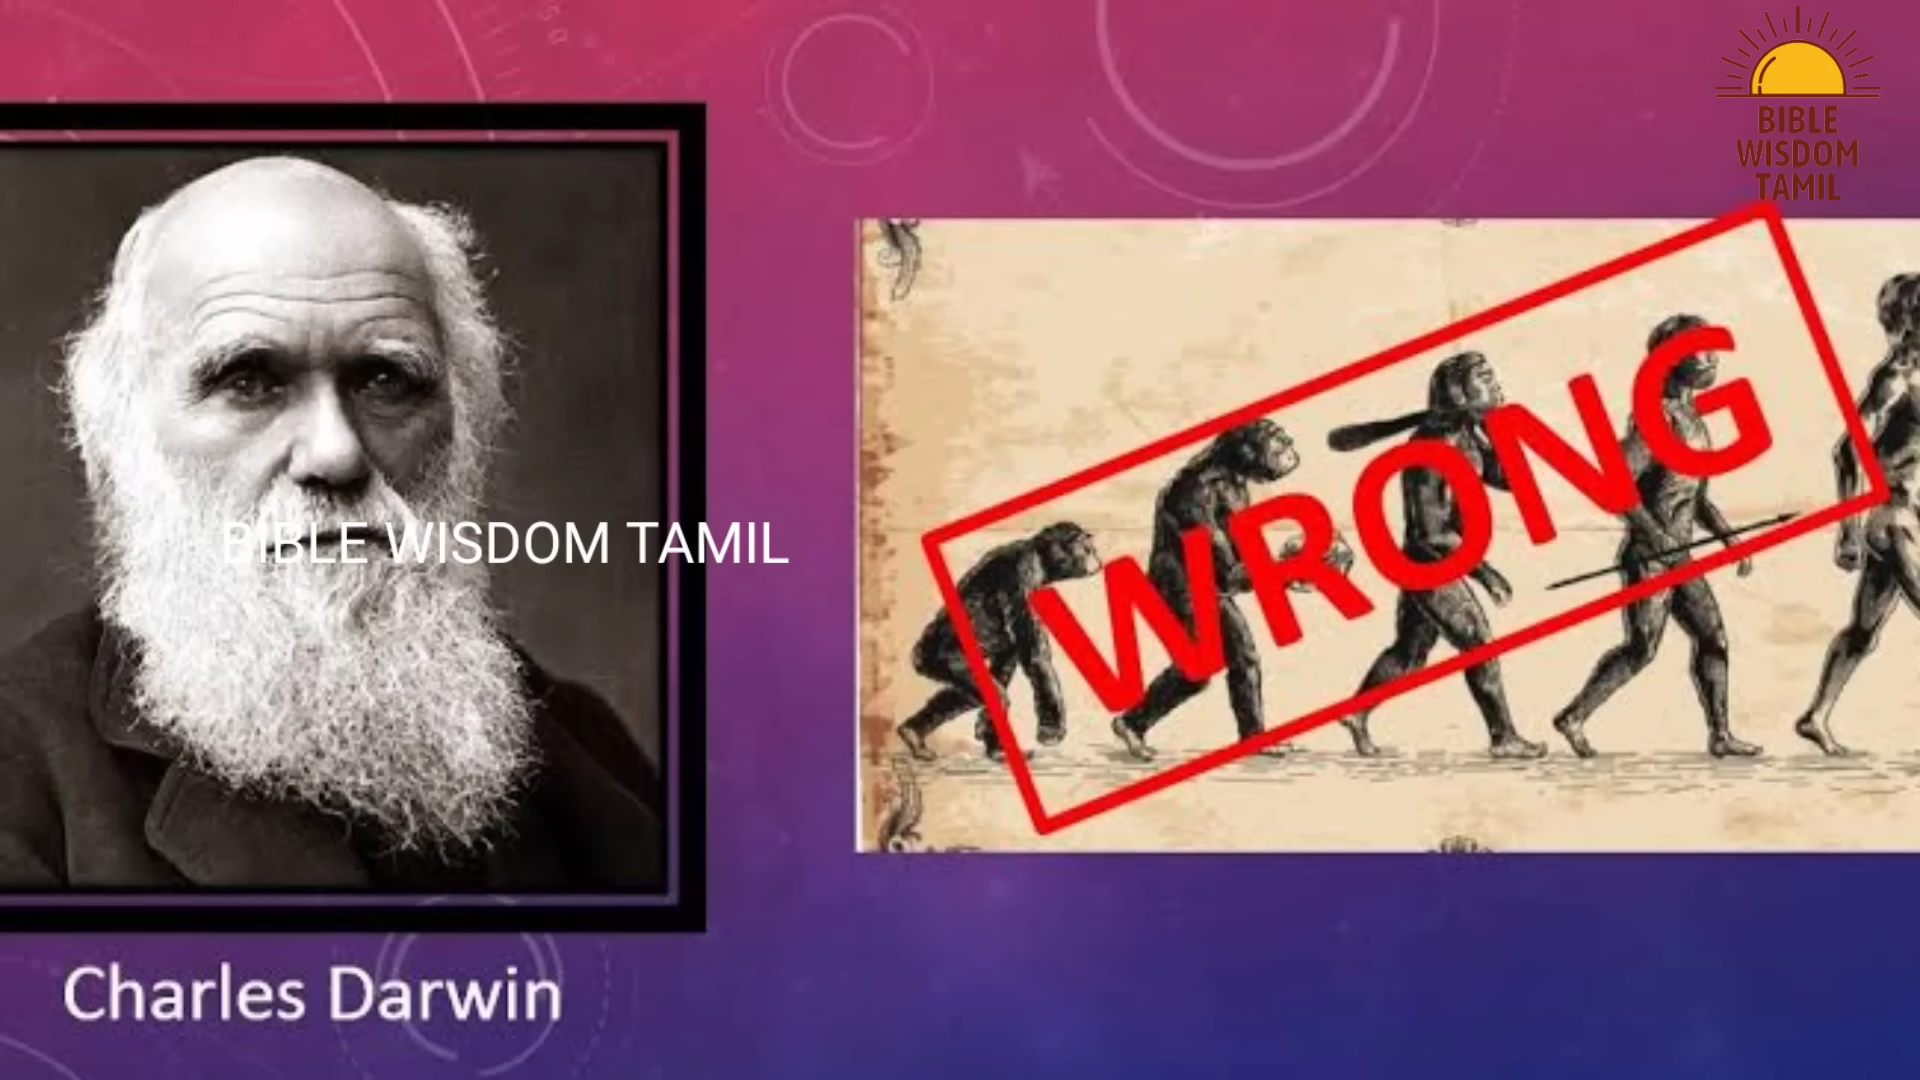 BIBLE
WISDOM
TAMIL
WRONG
BIBLE WISDOM TAMIL
Charles Darwin